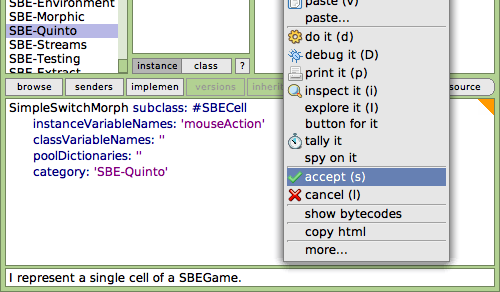 SBE-Environment
SBE-Morphic
SBE-Quinto
SBE-Streams
SBE-Testing
SBE-Extract
instance class ?
browse senders implemen versions inherit source
SimpleSwitchMorph subclass: #SBECell
instanceVariableNames: 'mouseAction'
classVariableNames: ''
poolDictionaries: ''
category: 'SBE-Quinto'
I represent a single cell of a SBEGame.
paste (v)
paste...
do it (d)
debug it (D)
print it (p)
inspect it (i)
explore it (I)
button for it
tally it
spy on it
accept (s)
cancel (l)
show bytecodes
copy html
more...